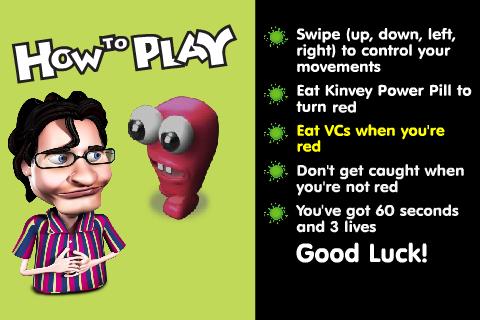 How To Play
Swipe (up, down, left,
right) to control your
movements
Eat Kinvey Power Pill to
turn red
Eat VCs when you're
red
Don't get caught when
you're not red
You've got 60 seconds
and 3 lives
Good Luck!